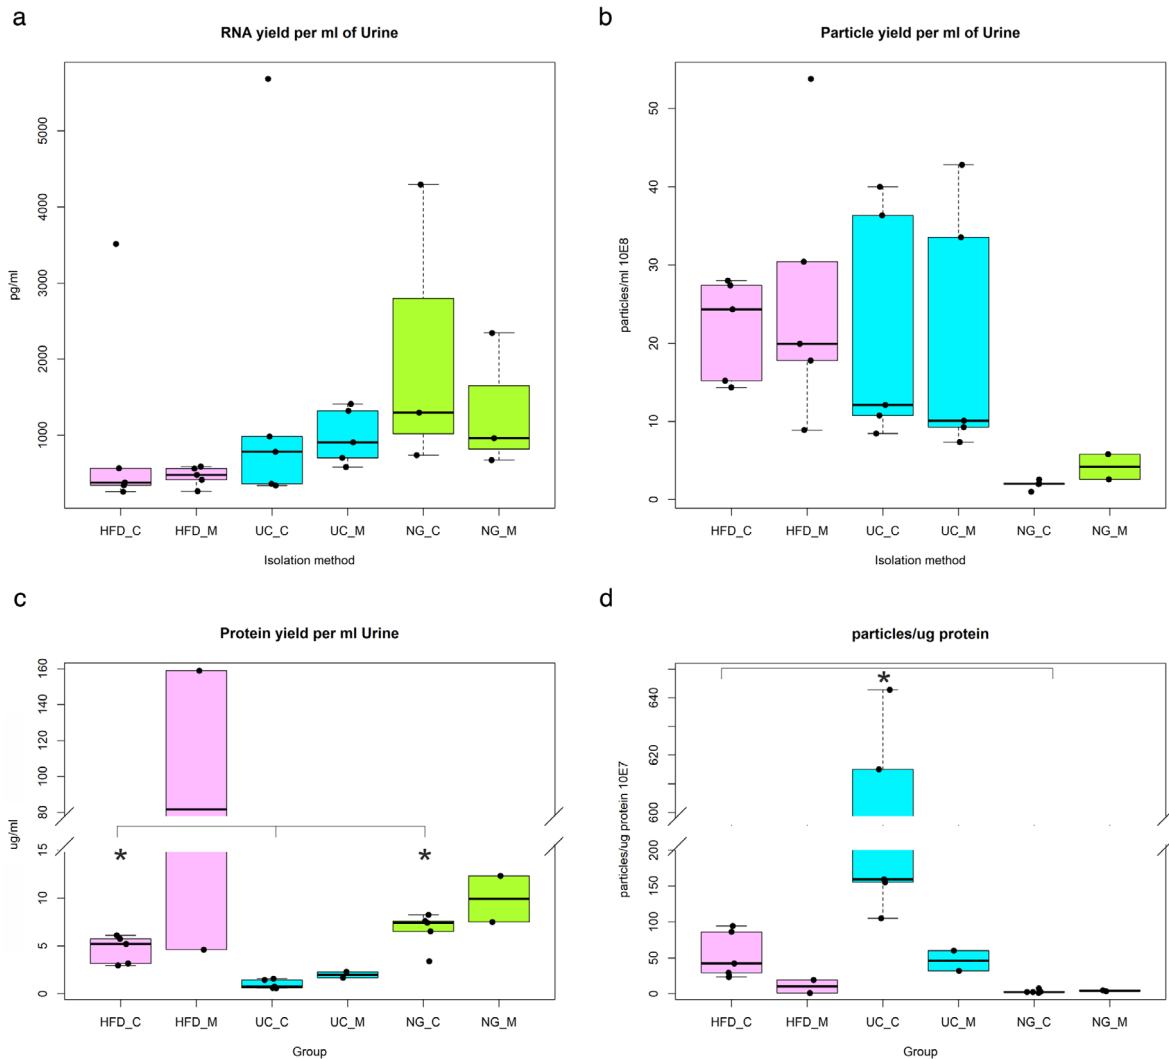 a
RNA yield per ml of Urine
pg/ml
5000
4000
3000
2000
1000
HFD_C HFD_M UC_C UC_M NG_C NG_M
Isolation method
b
Particle yield per ml of Urine
particles/ml 10E8
50
40
30
20
10
0
HFD_C HFD_M UC_C UC_M NG_C NG_M
Isolation method
c
Protein yield per ml Urine
ug/ml
160
140
120
100
80
15
10
5
0
*
*
HFD_C HFD_M UC_C UC_M NG_C NG_M
Group
d
particles/ug protein
particles/ug protein 10E7
640
620
600
200
150
100
50
0
*
HFD_C HFD_M UC_C UC_M NG_C NG_M
Group